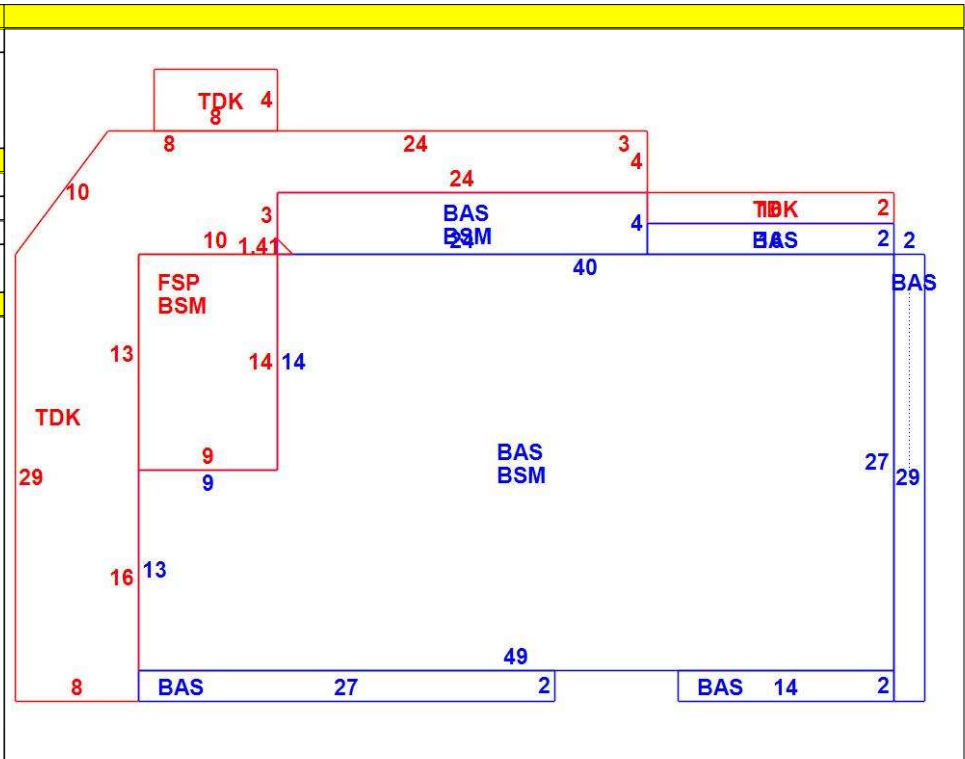 TDK 4
8
8 24 3
4
10
24
3 BAS 4 TDK 2
BSM
24
10 1.41 BAS 2 2
40
FSP
BSM
BAS
13 14 14
TDK
BAS
BSM
9
9
29 27 29
16 13
49
8 BAS 27 2 BAS 14 2